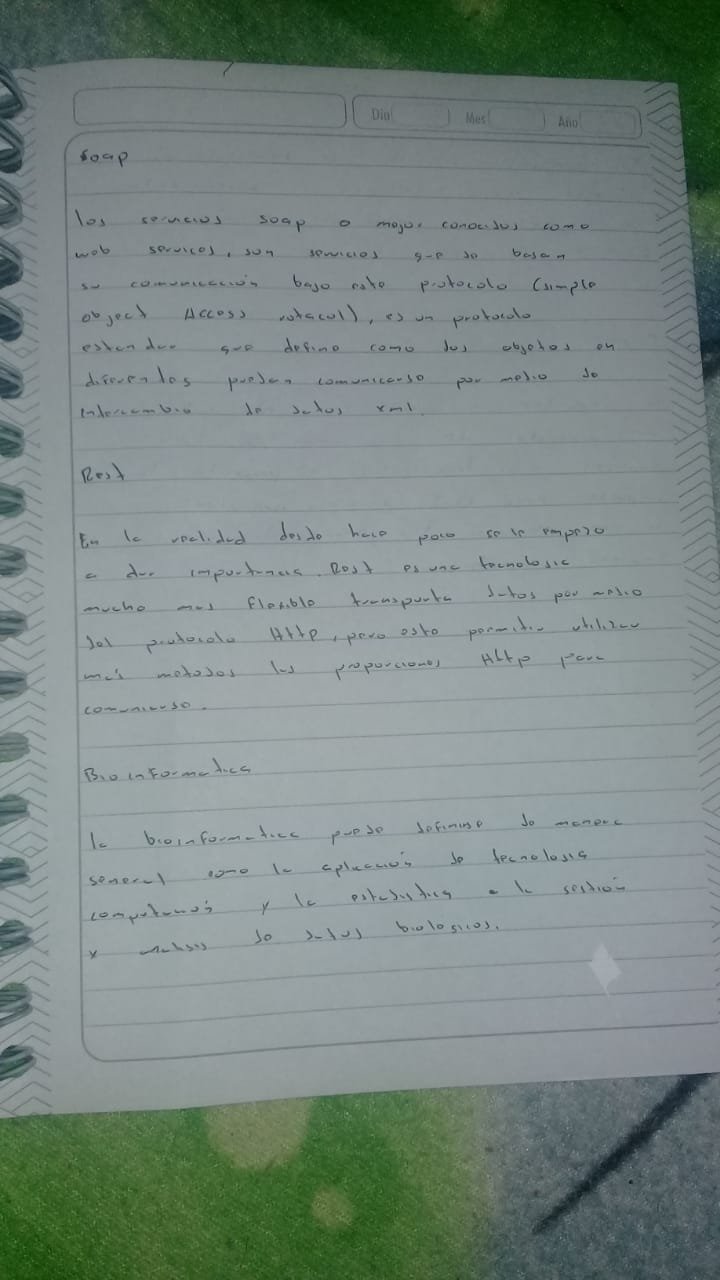 Dia Mes Año
Soap
los servicios soap o mejor conocidos como
web services, son servicios que se basan
su comunicación bajo este protocolo (simple
object Access rotocol), es un protocolo
estandar que define como dos objetos en
diferentes pueden comunicarse por medio de
intercambio de datos xml.
Rest
En la realidad desde hace poco se le empezo
a dar importancia. Rest es una tecnologia
mucho mas flexible transporta datos por medio
del protocolo Http, pero esto permitir utilizar
más metodos los proporciones Http para
comunicarse.
Bioinformatica
la bioinformatica puede definirse de manera
general como la aplicación de tecnologia
y la estadistica a la gestión
y analisis de datos biologicos.